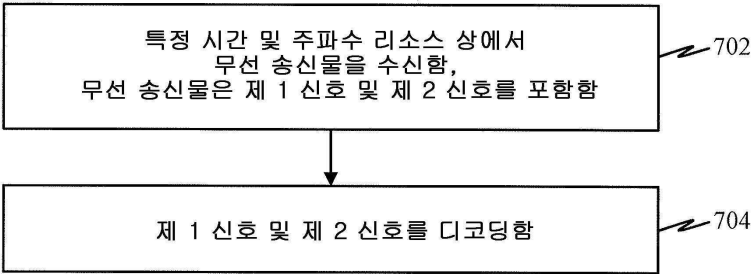 특정 시간 및 주파수 리소스 상에서
무선 송신물을 수신함,
무선 송신물은 제 1 신호 및 제 2 신호를 포함함
702
제 1 신호 및 제 2 신호를 디코딩함
704